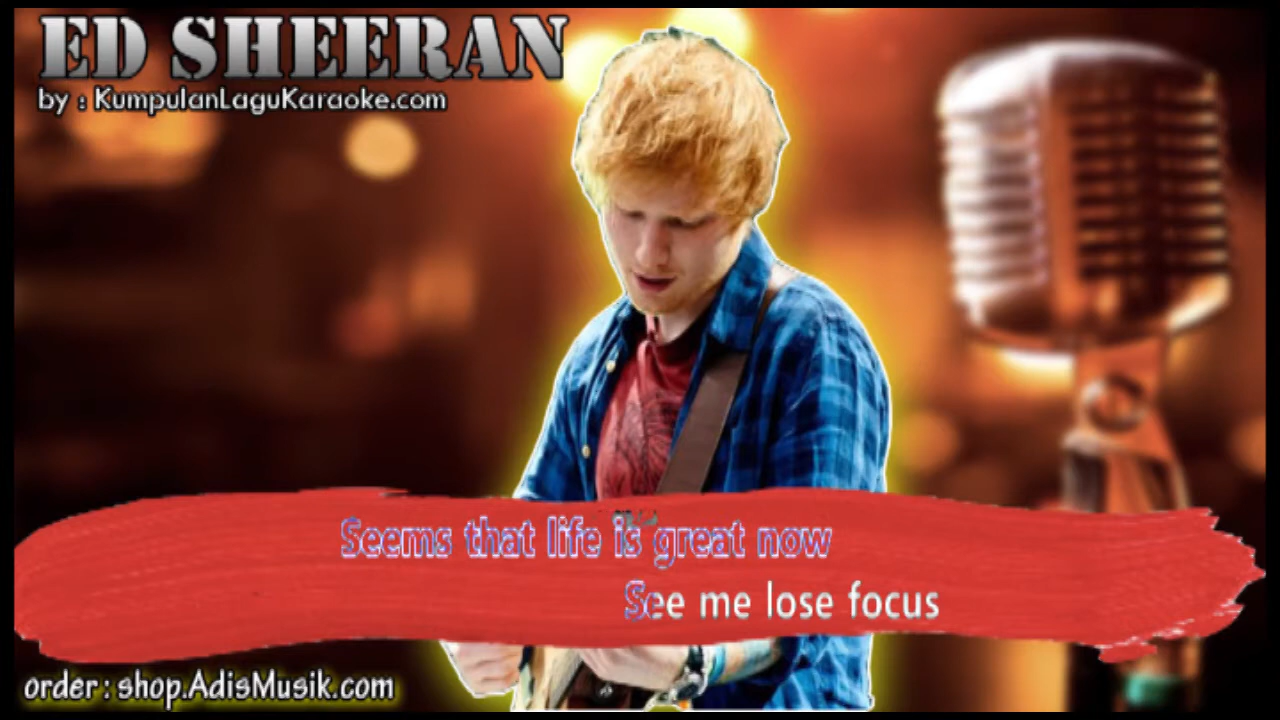 ED SHEERAN
by : KumpulanLaguKaraoke.com
Seems that life is great now
See me lose focus
order : shop.AdisMusik.com